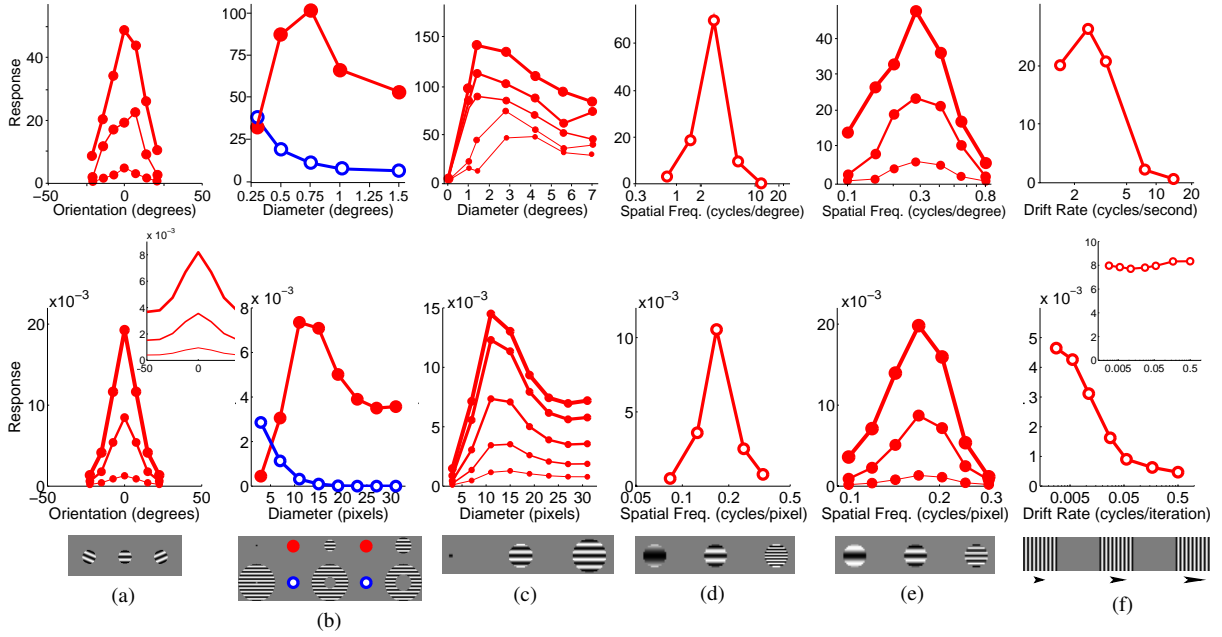 40
20
0
−50 0 50
Orientation (degrees)
Response
100
75
50
25
0
0.25 0.5 0.75 1 1.25 1.5
Diameter (degrees)
150
100
50
0
0 1 2 3 4 5 6 7
Diameter (degrees)
60
40
20
0
0.2 1 2 10 20
Spatial Freq. (cycles/degree)
40
30
20
10
0
0.1 0.3 0.8
Spatial Freq. (cycles/degree)
20
10
0
2 5 10 20
Drift Rate (cycles/second)
x 10⁻³
8
6
4
2
0
-50 0
x10⁻³
20
10
0
−50 0 50
Orientation (degrees)
Response
8 x 10⁻³
6
4
2
0
5 10 15 20 25 30
Diameter (pixels)
x10⁻³
15
10
5
0
5 10 15 20 25 30
Diameter (pixels)
x10⁻³
10
5
0
0.05 0.1 0.2 0.5
Spatial Freq. (cycles/pixel)
x10⁻³
20
10
0
0.1 0.2 0.3
Spatial Freq. (cycles/pixel)
10
8
6
4
2
0
0.005 0.05 0.5
x10⁻³
5
4
3
2
1
0
0.005 0.05 0.5
Drift Rate (cycles/iteration)
(a)
(b)
(c)
(d)
(e)
(f)